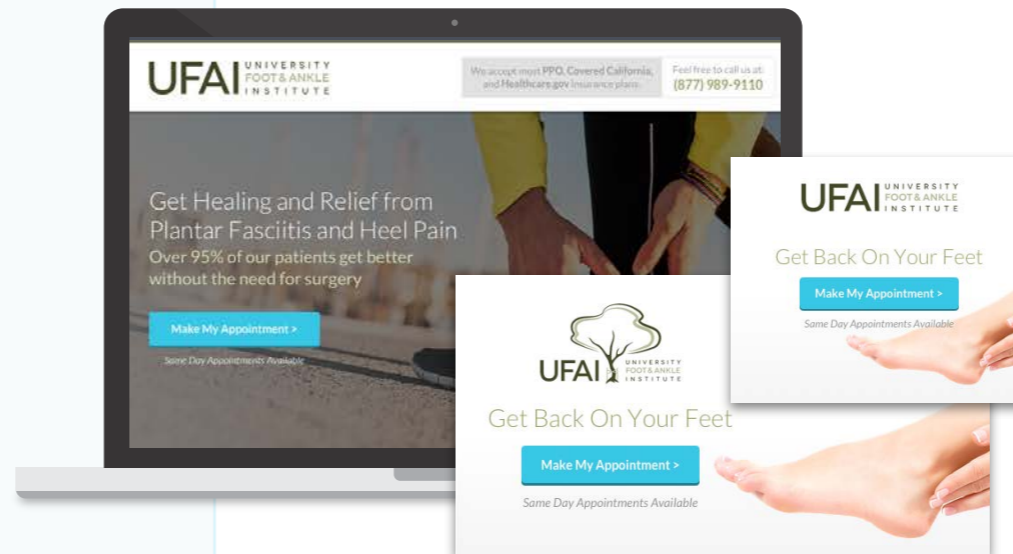 UFAI UNIVERSITY
FOOT & ANKLE
INSTITUTE
We accept most PPO, Covered California,
and Healthcare.gov insurance plans.
Feel free to call us at:
(877) 989-9110
Get Healing and Relief from
Plantar Fasciitis and Heel Pain
Over 95% of our patients get better
without the need for surgery
Make My Appointment >
Same Day Appointments Available
UFAI UNIVERSITY
FOOT & ANKLE
INSTITUTE
Get Back On Your Feet
Make My Appointment >
Same Day Appointments Available
UFAI UNIVERSITY
FOOT & ANKLE
INSTITUTE
Get Back On Your Feet
Make My Appointment >
Same Day Appointments Available